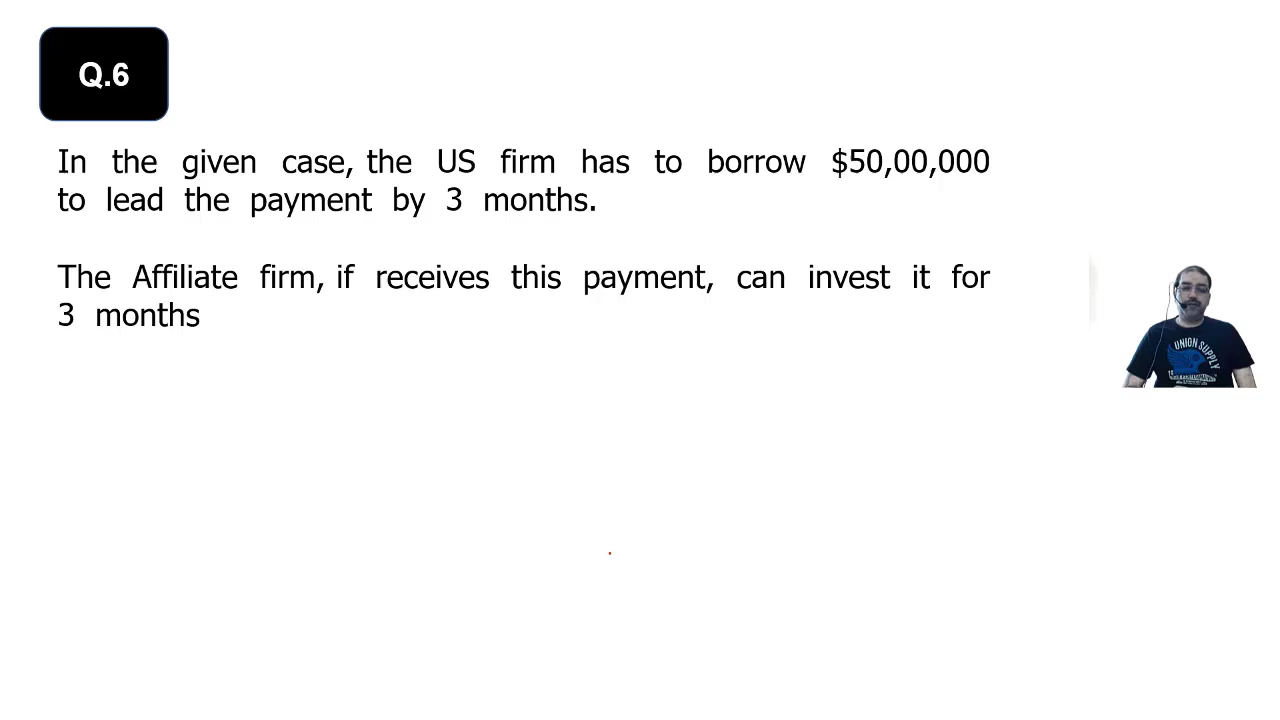 Q.6
In the given case, the US firm has to borrow $50,00,000
to lead the payment by 3 months.
The Affiliate firm, if receives this payment, can invest it for
3 months
UNION SUPPLY